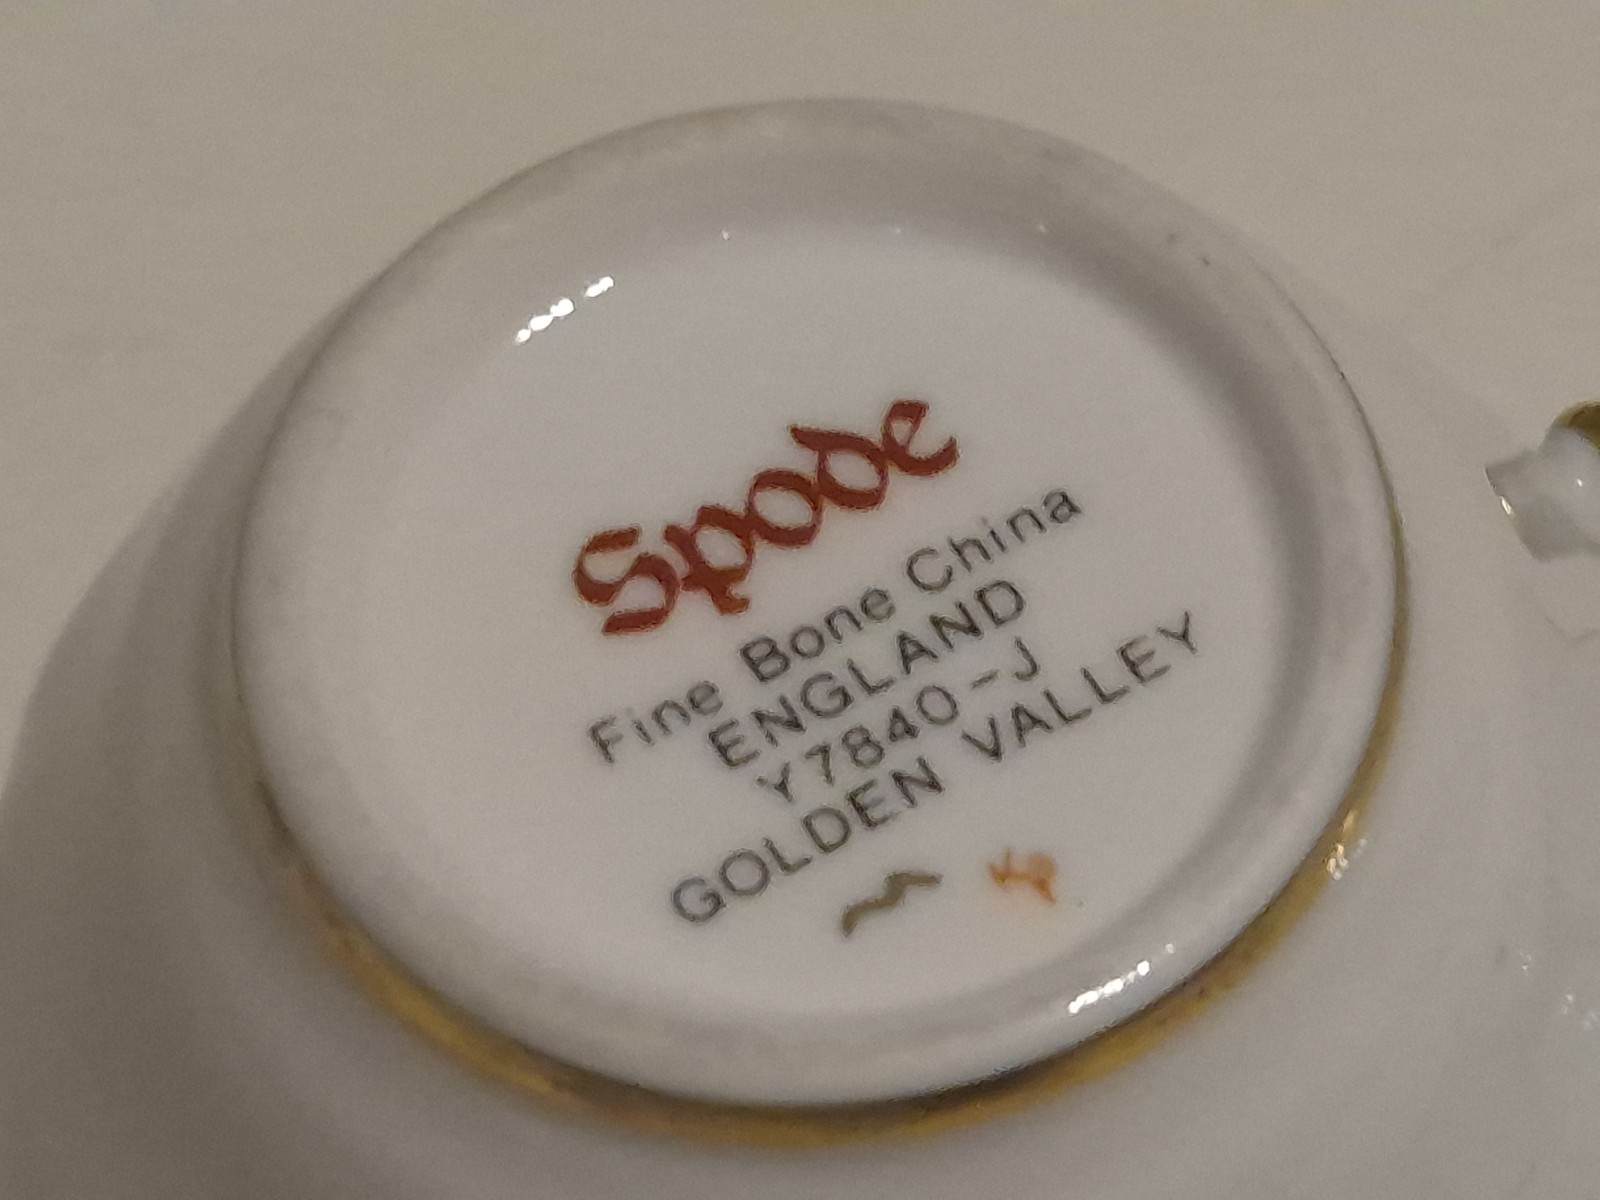 Spode
Fine Bone China
ENGLAND
Y7840-J
GOLDEN VALLEY